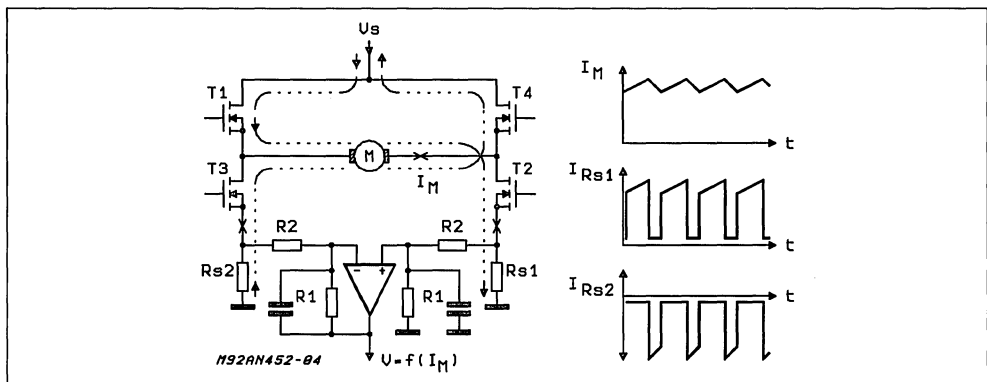 Vs
T1
T4
M
IM
T3
T2
R2
R2
Rs2
R1
- +
R1
Rs1
M92AN452-04
V=f(IM)
IM
t
IRs1
t
IRs2
t